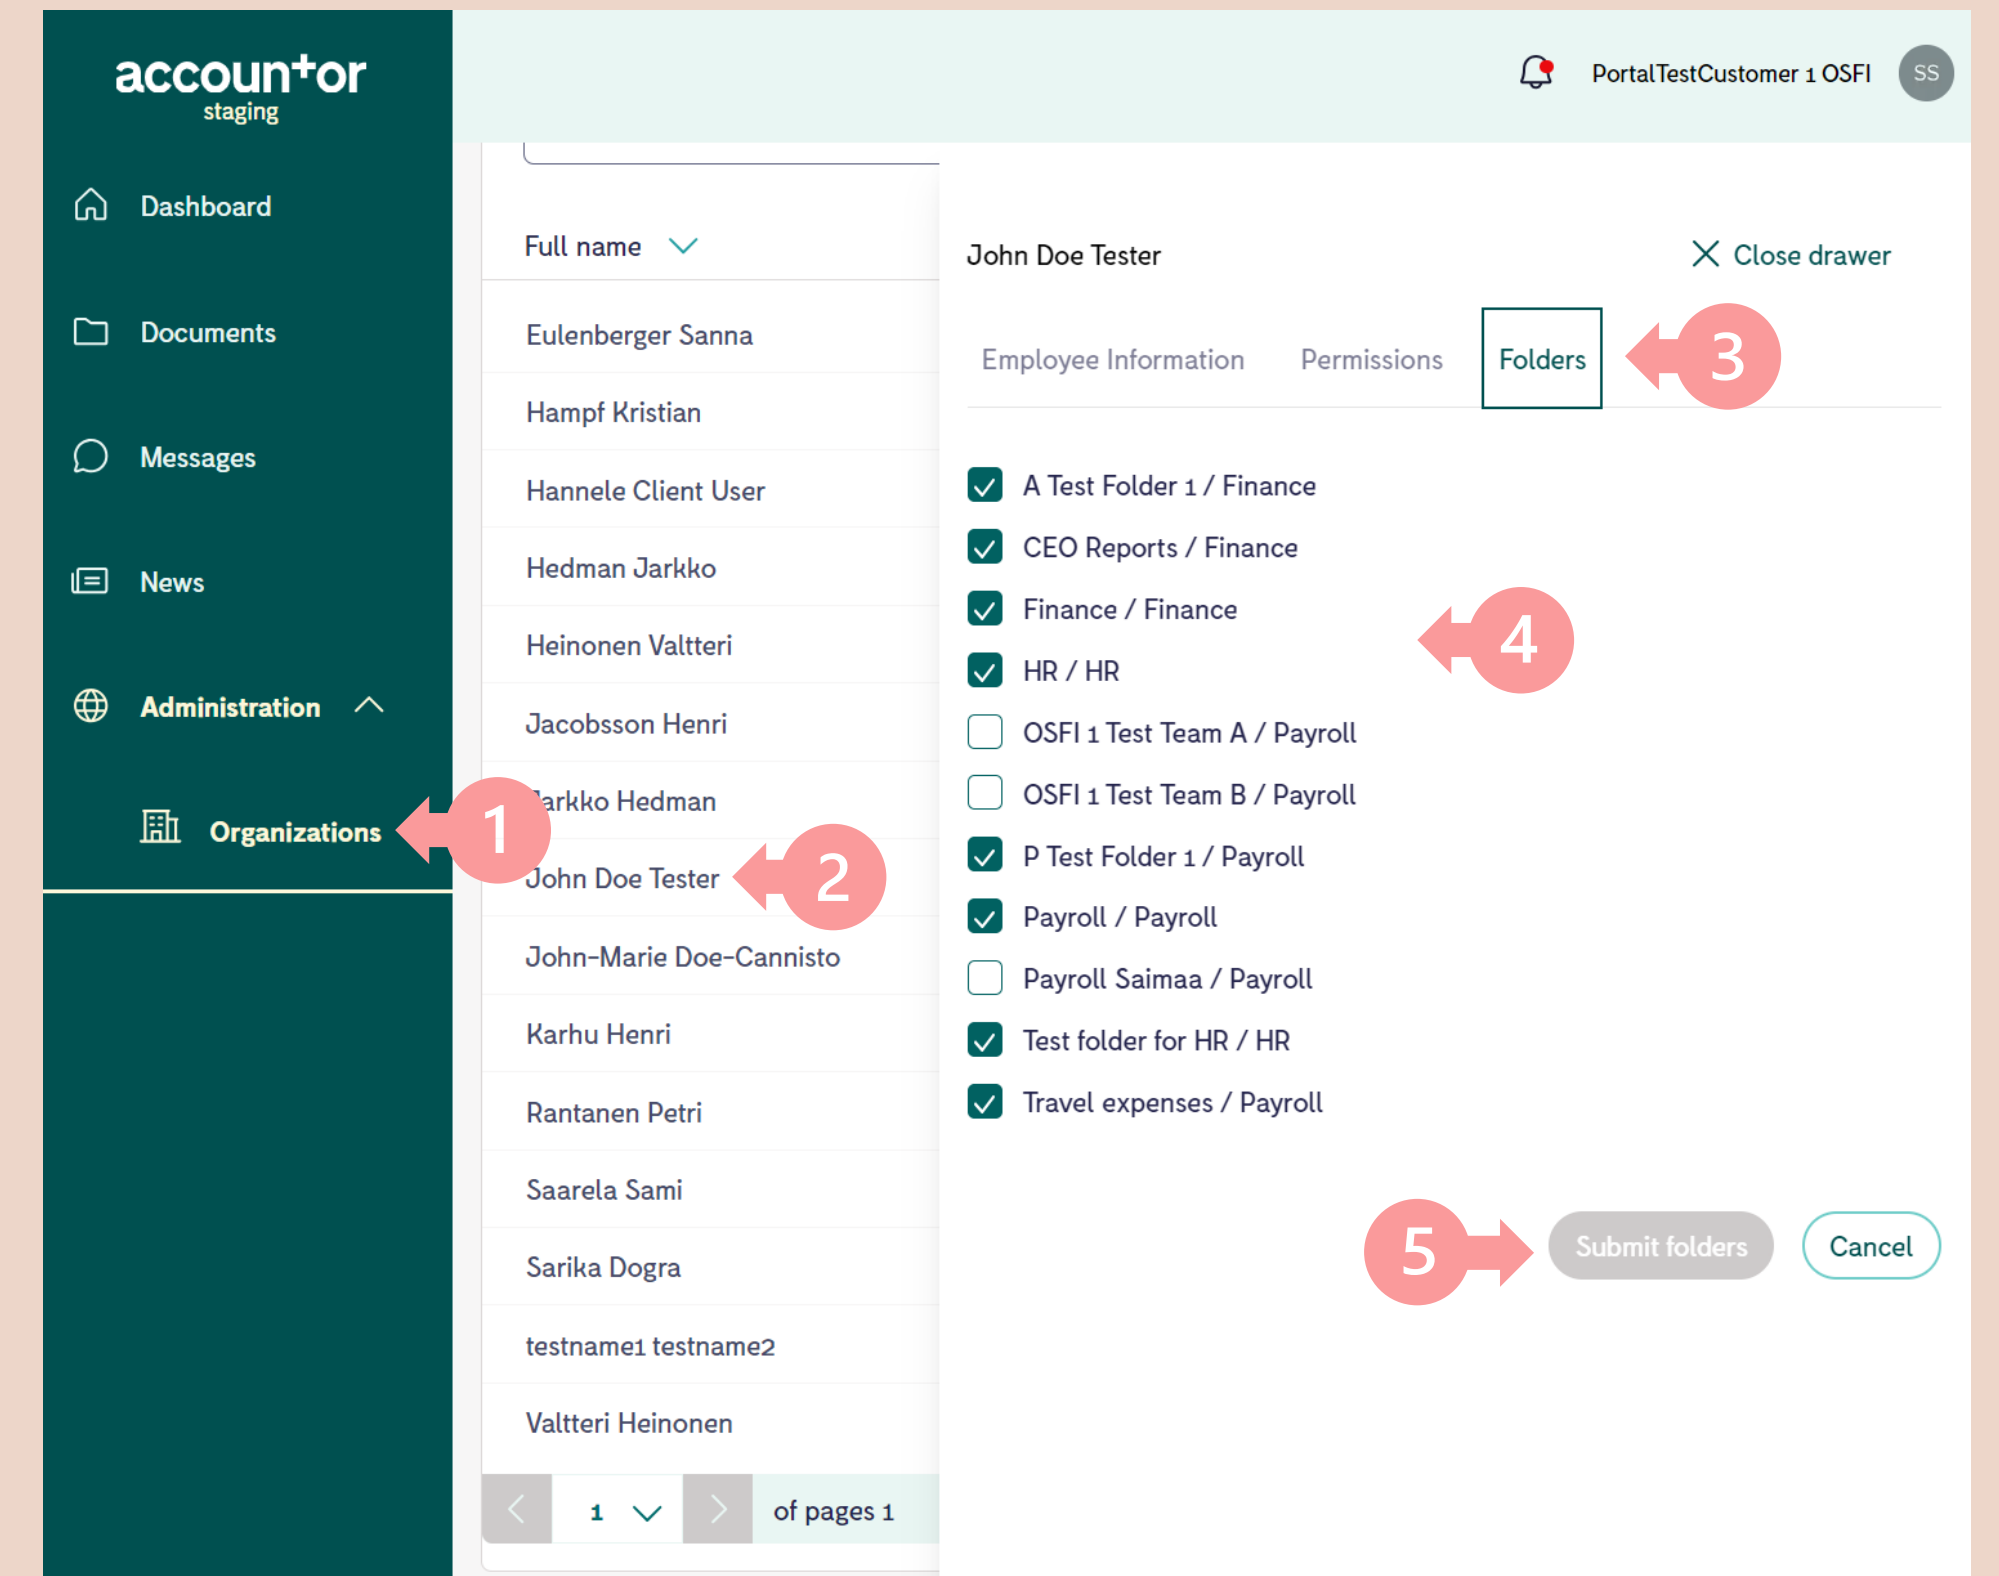 accountor
staging
PortalTestCustomer 1 OSFI
SS
Dashboard
Documents
Messages
News
Administration
Organizations
1
Full name
Eulenberger Sanna
Hampf Kristian
Hannele Client User
Hedman Jarkko
Heinonen Valtteri
Jacobsson Henri
Jarkko Hedman
John Doe Tester
2
John-Marie Doe-Cannisto
Karhu Henri
Rantanen Petri
Saarela Sami
Sarika Dogra
testname1 testname2
Valtteri Heinonen
1
of pages 1
John Doe Tester
Close drawer
Employee Information
Permissions
Folders
3
A Test Folder 1 / Finance
CEO Reports / Finance
Finance / Finance
4
HR / HR
OSFI 1 Test Team A / Payroll
OSFI 1 Test Team B / Payroll
P Test Folder 1 / Payroll
Payroll / Payroll
Payroll Saimaa / Payroll
Test folder for HR / HR
Travel expenses / Payroll
5
Submit folders
Cancel